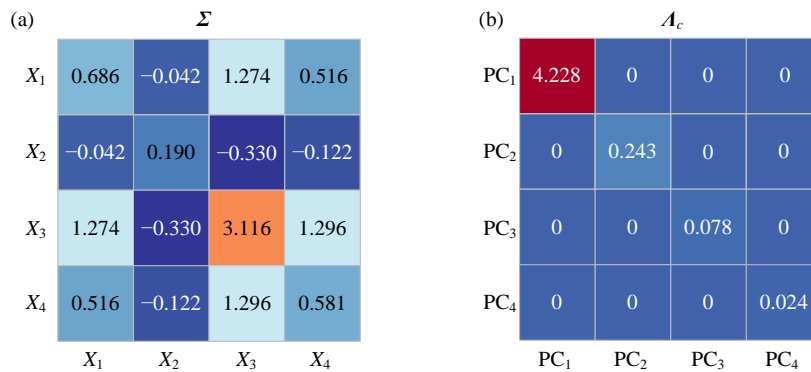 (a) Σ
X₁ 0.686 −0.042 1.274 0.516
X₂ −0.042 0.190 −0.330 −0.122
X₃ 1.274 −0.330 3.116 1.296
X₄ 0.516 −0.122 1.296 0.581
X₁ X₂ X₃ X₄
(b) Λc
PC₁ 4.228 0 0 0
PC₂ 0 0.243 0 0
PC₃ 0 0 0.078 0
PC₄ 0 0 0 0.024
PC₁ PC₂ PC₃ PC₄